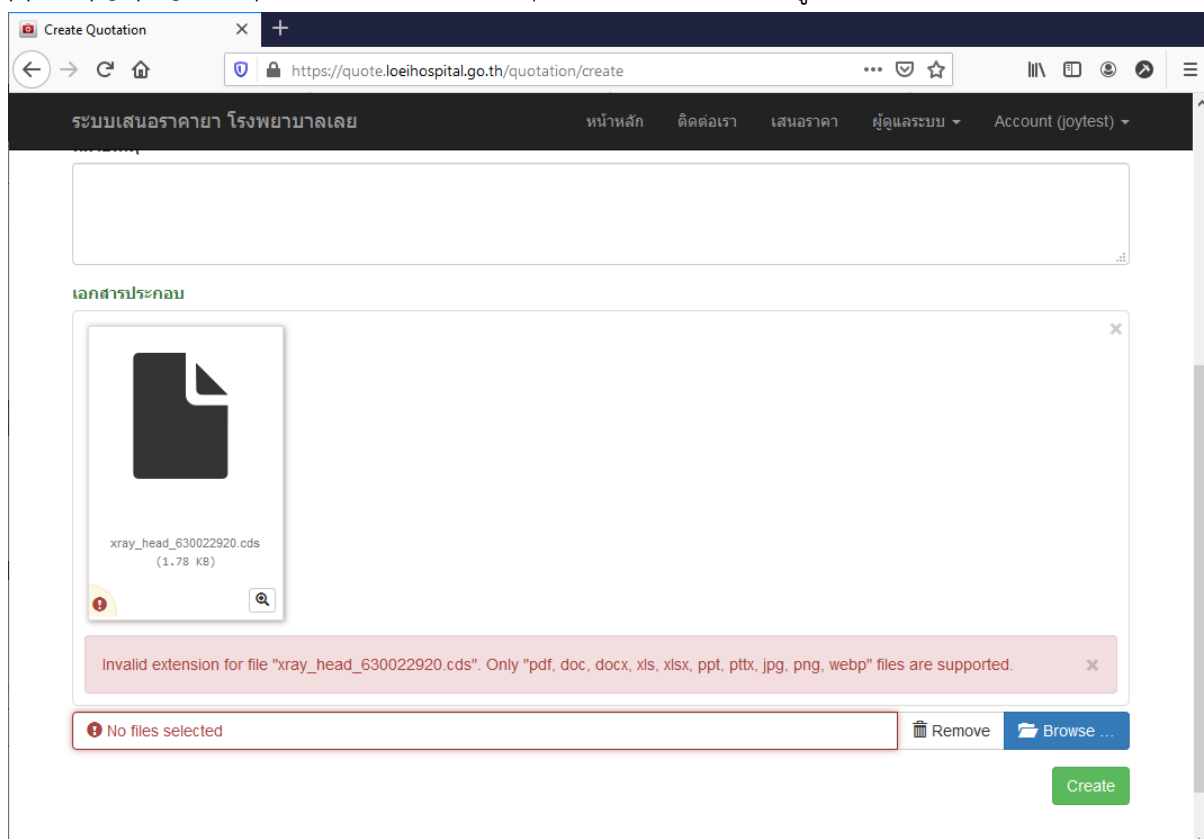 Create Quotation
https://quote.loeihospital.go.th/quotation/create
ระบบเสนอราคายา โรงพยาบาลเลย
หน้าหลัก ติดต่อเรา เสนอราคา ผู้ดูแลระบบ Account (joytest)
เอกสารประกอบ
xray_head_630022920.cds
(1.78 KB)
Invalid extension for file "xray_head_630022920.cds". Only "pdf, doc, docx, xls, xlsx, ppt, pttx, jpg, png, webp" files are supported.
No files selected Remove Browse ...
Create